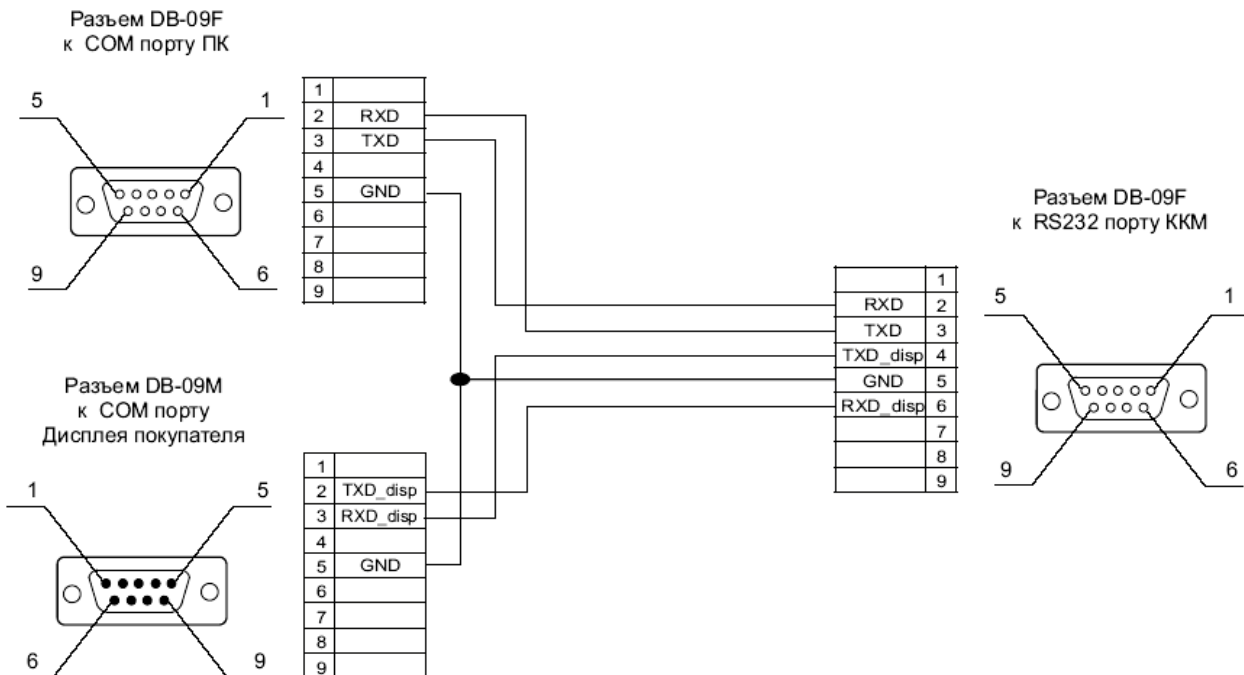 Разъем DB-09F
к COM порту ПК
5
1
9
6
1
2 RXD
3 TXD
4
5 GND
6
7
8
9
Разъем DB-09M
к COM порту
Дисплея покупателя
1
5
6
9
1
2 TXD_disp
3 RXD_disp
4
5 GND
6
7
8
9
Разъем DB-09F
к RS232 порту ККМ
1
RXD 2
TXD 3
TXD_disp 4
GND 5
RXD_disp 6
7
8
9
5
1
9
6